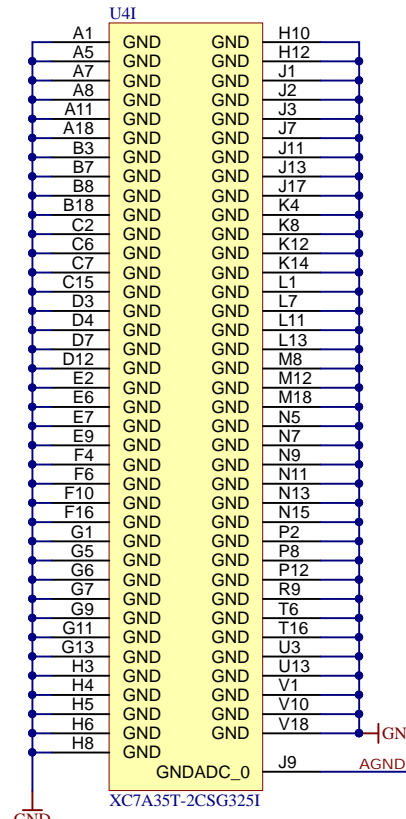 U4I
A1 GND GND H10
A5 GND GND H12
A7 GND GND J1
A8 GND GND J2
A11 GND GND J3
A18 GND GND J7
B3 GND GND J11
B7 GND GND J13
B8 GND GND J17
B18 GND GND K4
C2 GND GND K8
C6 GND GND K12
C7 GND GND K14
C15 GND GND L1
D3 GND GND L7
D4 GND GND L11
D7 GND GND L13
D12 GND GND M8
E2 GND GND M12
E6 GND GND M18
E7 GND GND N5
E9 GND GND N7
F4 GND GND N9
F6 GND GND N11
F10 GND GND N13
F16 GND GND N15
G1 GND GND P2
G5 GND GND P8
G6 GND GND P12
G7 GND GND R9
G9 GND GND T6
G11 GND GND T16
G13 GND GND U3
H3 GND GND U13
H4 GND GND V1
H5 GND GND V10
H6 GND GND V18 GN
H8 GND
GNDADC_0 J9 AGND
XC7A35T-2CSG325I
GND